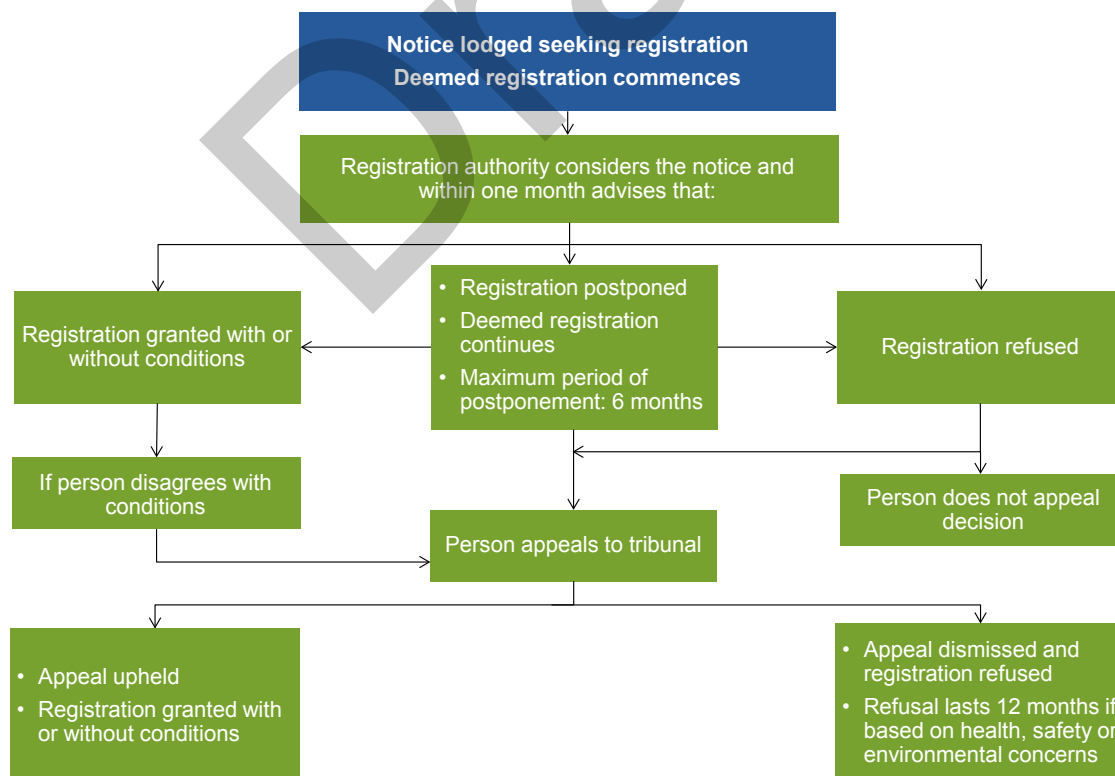 Notice lodged seeking registration
Deemed registration commences
Registration authority considers the notice and
within one month advises that:
Registration granted with or
without conditions
• Registration postponed
• Deemed registration
continues
• Maximum period of
postponement: 6 months
Registration refused
If person disagrees with
conditions
Person appeals to tribunal
Person does not appeal
decision
• Appeal upheld
• Registration granted with
or without conditions
• Appeal dismissed and
registration refused
• Refusal lasts 12 months if
based on health, safety or
environmental concerns